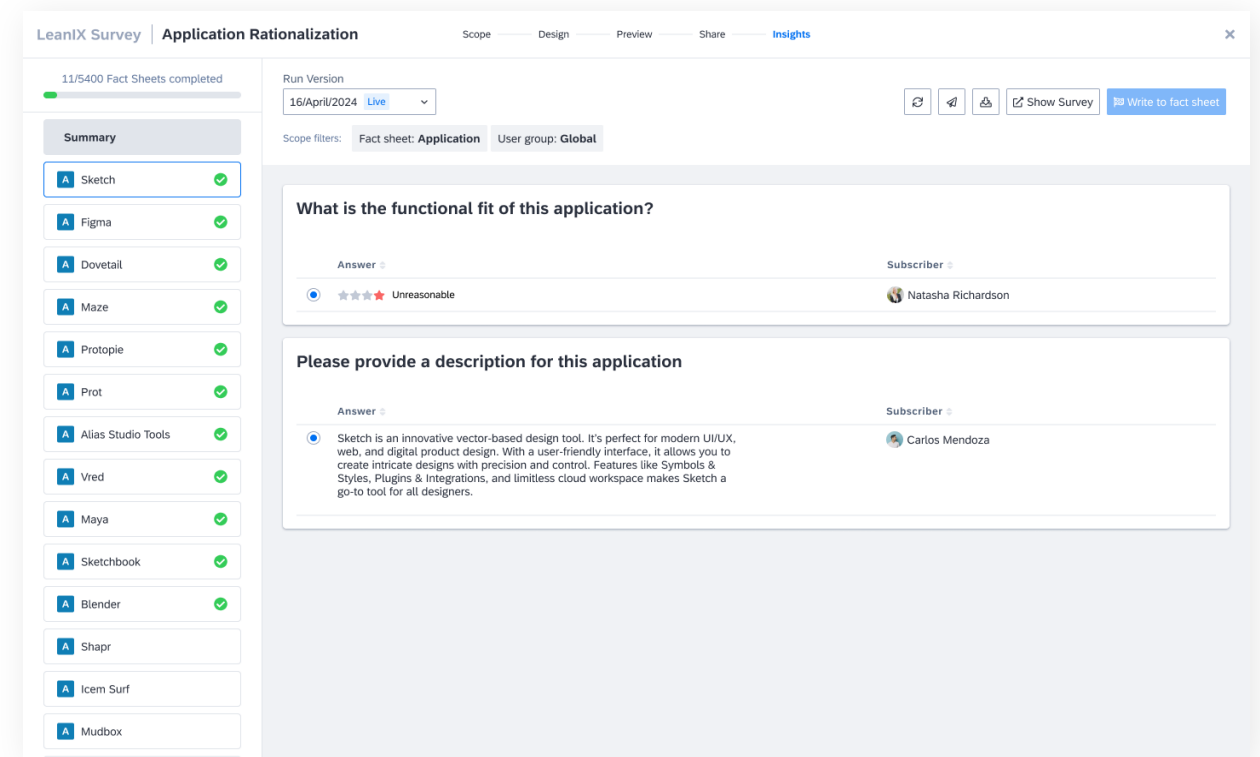 LeanIX Survey Application Rationalization
Scope Design Preview Share Insights
11/5400 Fact Sheets completed
Summary
A Sketch
A Figma
A Dovetail
A Maze
A Protopie
A Prot
A Alias Studio Tools
A Vred
A Maya
A Sketchbook
A Blender
A Shapr
A Icem Surf
A Mudbox
Run Version
16/April/2024 Live
Show Survey
Write to fact sheet
Scope filters: Fact sheet: Application User group: Global
What is the functional fit of this application?
Answer Subscriber
Unreasonable Natasha Richardson
Please provide a description for this application
Answer Subscriber
Sketch is an innovative vector-based design tool. It's perfect for modern UI/UX,
web, and digital product design. With a user-friendly interface, it allows you to
create intricate designs with precision and control. Features like Symbols &
Styles, Plugins & Integrations, and limitless cloud workspace makes Sketch a
go-to tool for all designers.
Carlos Mendoza